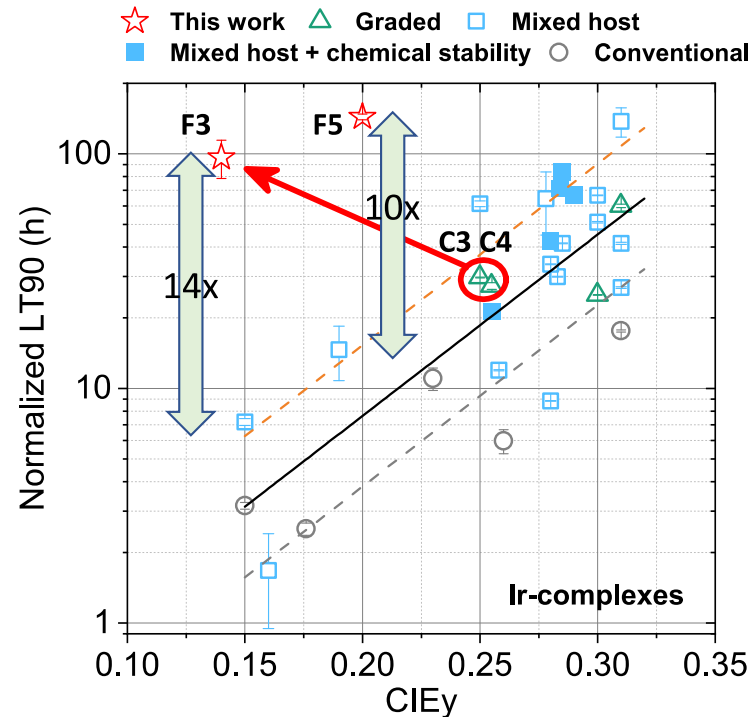 This work Graded Mixed host
Mixed host + chemical stability Conventional
F3 F5
10x
C3 C4
14x
Ir-complexes
100
10
1
0.10 0.15 0.20 0.25 0.30 0.35
CIEy
Normalized LT90 (h)